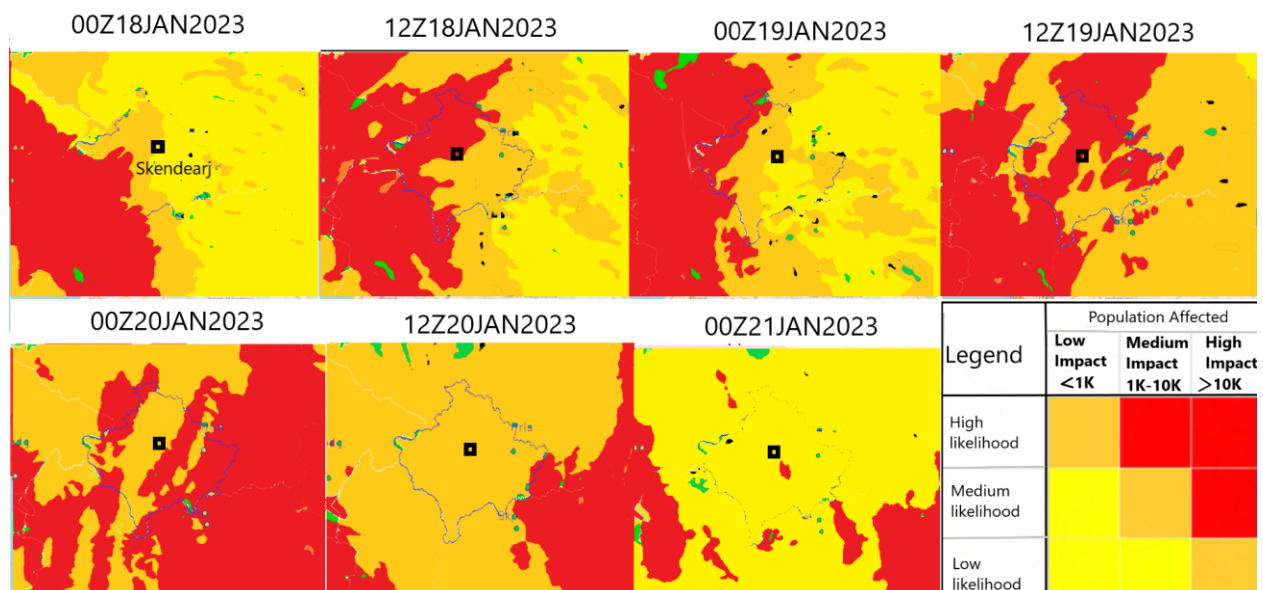 00Z18JAN2023
12Z18JAN2023
00Z19JAN2023
12Z19JAN2023
Skendearj
00Z20JAN2023
12Z20JAN2023
00Z21JAN2023
Legend
Population Affected
Low
Impact
<1K
Medium
Impact
1K-10K
High
Impact
>10K
High
likelihood
Medium
likelihood
Low
likelihood